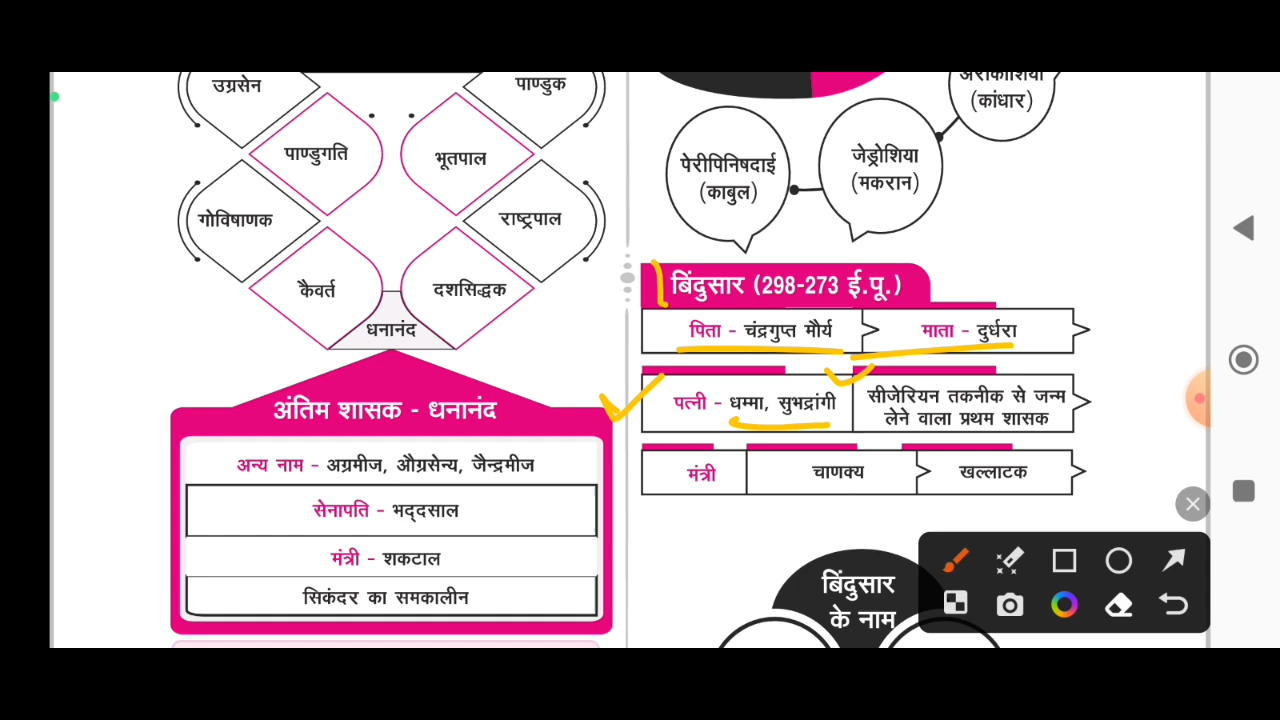 उग्रसेन
पाण्डुक
पाण्डुगति
भूतपाल
गोविषाणक
राष्ट्रपाल
कैवर्त
दशसिद्धक
धनानंद
अंतिम शासक - धनानंद
अन्य नाम - अग्रमीज, औग्रसेन्य, जैन्द्रमीज
सेनापति - भद्दसाल
मंत्री - शकटाल
सिकंदर का समकालीन
अराकोशिया
(कांधार)
जेड्रोशिया
(मकरान)
पेरीपिनिषदाई
(काबुल)
बिंदुसार (298-273 ई.पू.)
पिता - चंद्रगुप्त मौर्य
माता - दुर्धरा
पत्नी - धम्मा, सुभद्रांगी
सीजेरियन तकनीक से जन्म
लेने वाला प्रथम शासक
मंत्री
चाणक्य
खल्लाटक
बिंदुसार
के नाम